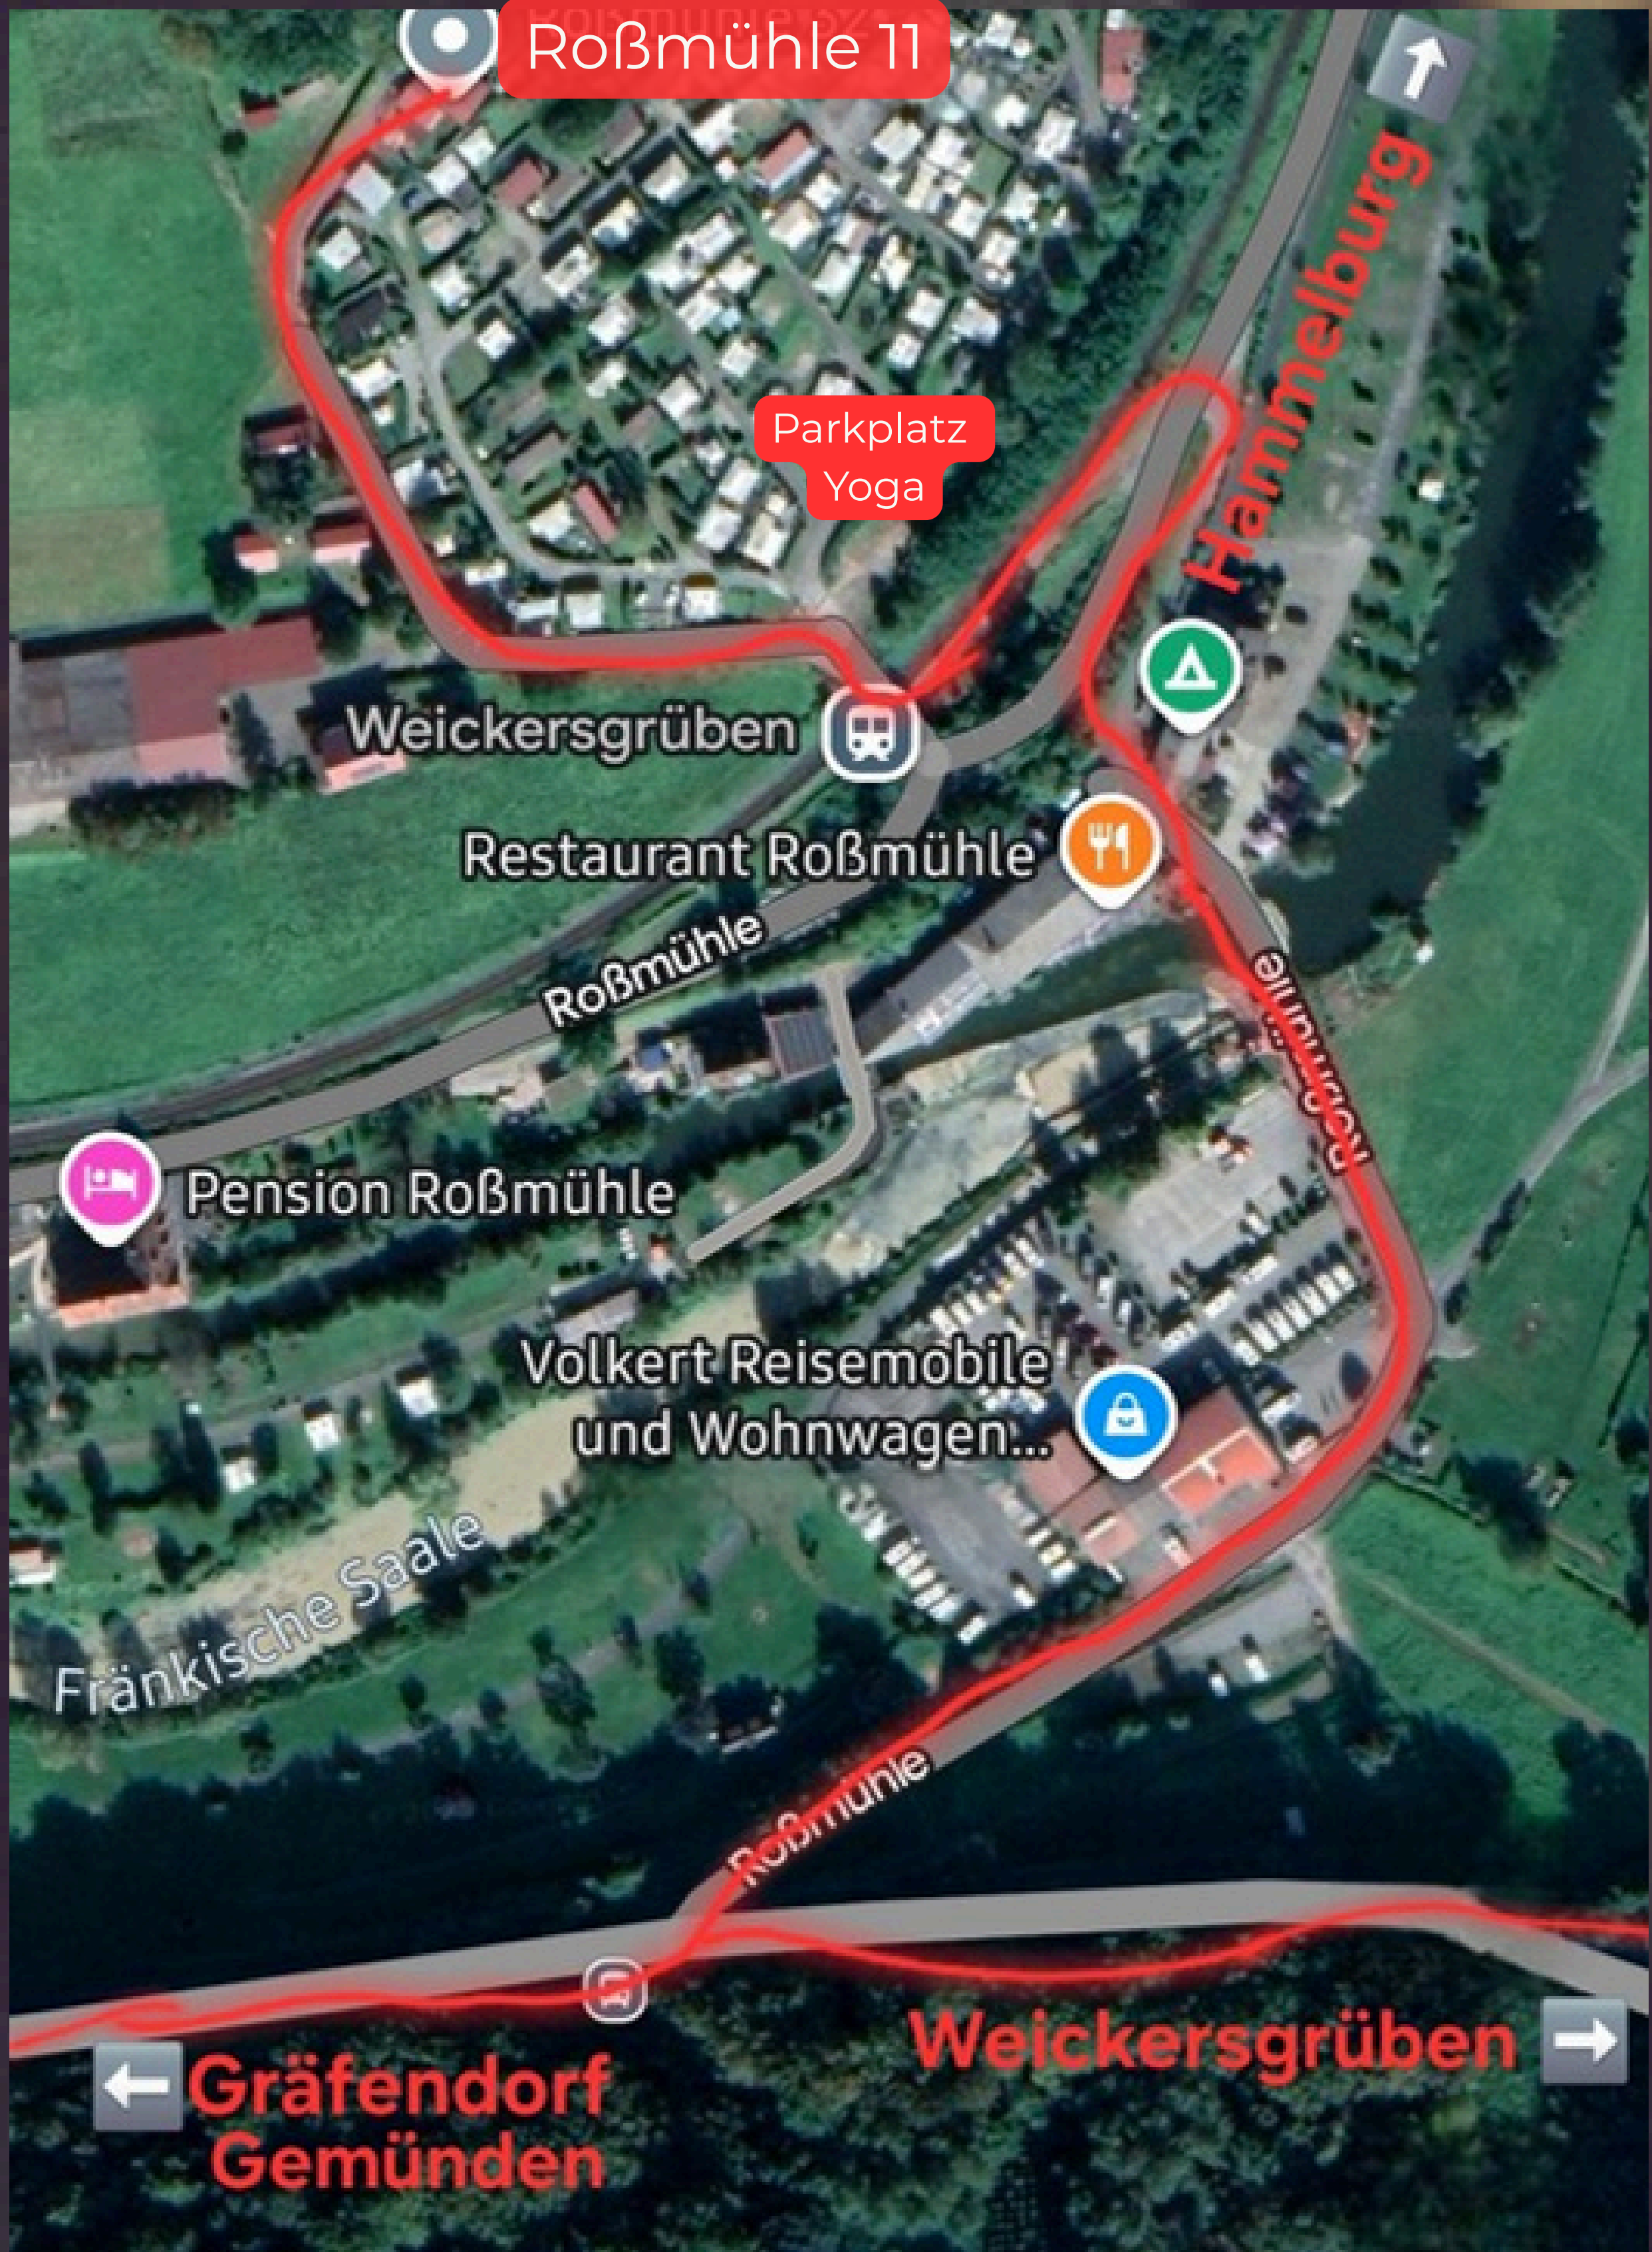 Roßmühle 11
Hammelburg
Parkplatz
Yoga
Weickersgrüben
Restaurant Roßmühle
Roßmühle
Roßmühle
Pension Roßmühle
Volkert Reisemobile
und Wohnwagen...
Fränkische Saale
Roßmühle
Weickersgrüben
Gräfendorf
Gemünden